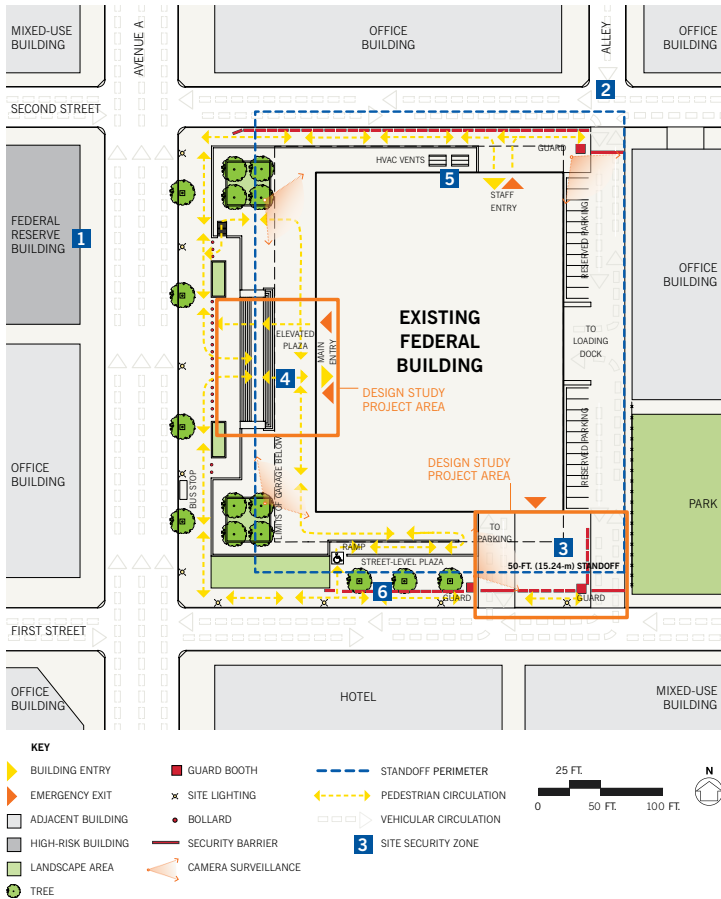 MIXED-USE
BUILDING
AVENUE A
OFFICE
BUILDING
ALLEY
OFFICE
BUILDING
2
SECOND STREET
HVAC VENTS
GUARD
5
STAFF
ENTRY
FEDERAL
RESERVE
BUILDING
1
RESERVED PARKING
OFFICE
BUILDING
EXISTING
FEDERAL
BUILDING
ELEVATED
PLAZA
MAIN
ENTRY
TO
LOADING
DOCK
4
DESIGN STUDY
PROJECT AREA
OFFICE
BUILDING
BUS STOP
LIMITS OF GARAGE BELOW
DESIGN STUDY
PROJECT AREA
RESERVED PARKING
PARK
TO
PARKING
3
RAMP
STREET-LEVEL PLAZA
50-FT. (15.24-m) STANDOFF
6
GUARD
GUARD
FIRST STREET
OFFICE
BUILDING
HOTEL
MIXED-USE
BUILDING
KEY
BUILDING ENTRY
EMERGENCY EXIT
ADJACENT BUILDING
HIGH-RISK BUILDING
LANDSCAPE AREA
TREE
GUARD BOOTH
SITE LIGHTING
BOLLARD
SECURITY BARRIER
CAMERA SURVEILLANCE
STANDOFF PERIMETER
PEDESTRIAN CIRCULATION
VEHICULAR CIRCULATION
3 SITE SECURITY ZONE
25 FT.
0 50 FT. 100 FT.
N